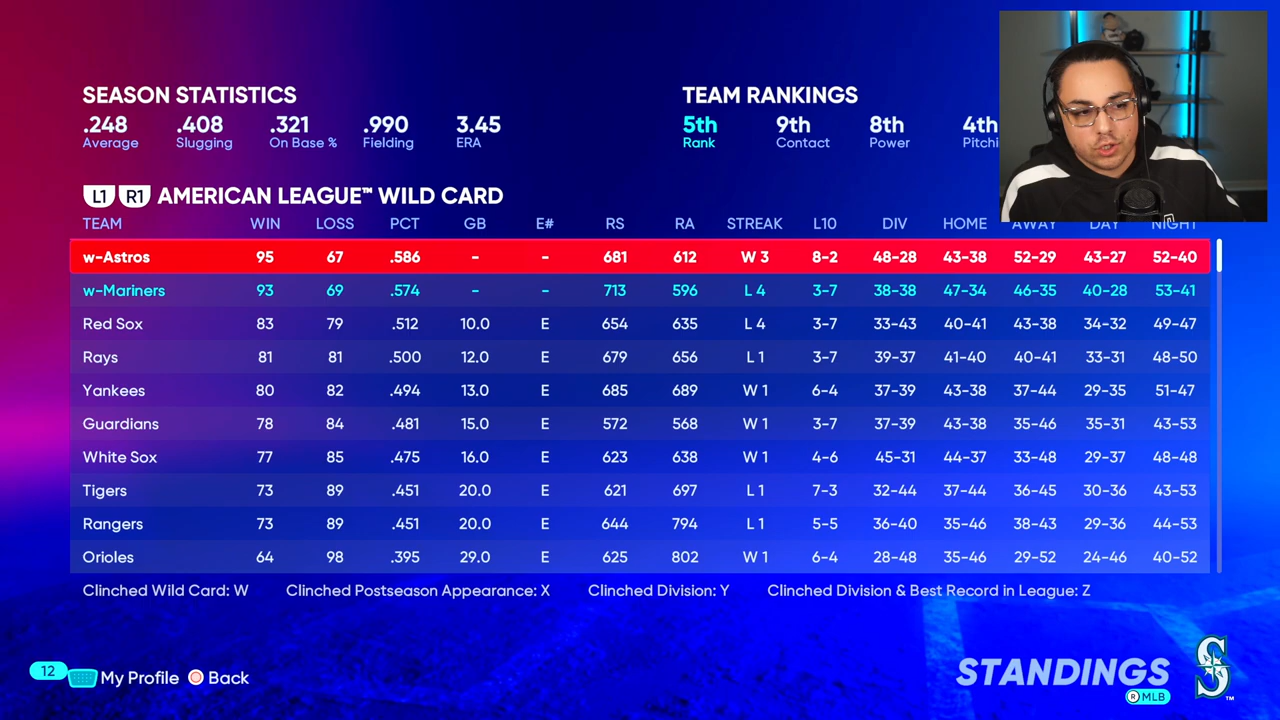 SEASON STATISTICS
.248 .408 .321 .990 3.45
Average Slugging On Base % Fielding ERA
TEAM RANKINGS
5th 9th 8th 4th
Rank Contact Power Pitchi
L1 R1 AMERICAN LEAGUE™ WILD CARD
TEAM WIN LOSS PCT GB E# RS RA STREAK L10 DIV HOME AWAY DAY NIGHT
w-Astros 95 67 .586 - - 681 612 W 3 8-2 48-28 43-38 52-29 43-27 52-40
w-Mariners 93 69 .574 - - 713 596 L 4 3-7 38-38 47-34 46-35 40-28 53-41
Red Sox 83 79 .512 10.0 E 654 635 L 4 3-7 33-43 40-41 43-38 34-32 49-47
Rays 81 81 .500 12.0 E 679 656 L 1 3-7 39-37 41-40 40-41 33-31 48-50
Yankees 80 82 .494 13.0 E 685 689 W 1 6-4 37-39 43-38 37-44 29-35 51-47
Guardians 78 84 .481 15.0 E 572 568 W 1 3-7 37-39 43-38 35-46 35-31 43-53
White Sox 77 85 .475 16.0 E 623 638 W 1 4-6 45-31 44-37 33-48 29-37 48-48
Tigers 73 89 .451 20.0 E 621 697 L 1 7-3 32-44 37-44 36-45 30-36 43-53
Rangers 73 89 .451 20.0 E 644 794 L 1 5-5 36-40 35-46 38-43 29-36 44-53
Orioles 64 98 .395 29.0 E 625 802 W 1 6-4 28-48 35-46 29-52 24-46 40-52
Clinched Wild Card: W Clinched Postseason Appearance: X Clinched Division: Y Clinched Division & Best Record in League: Z
12 My Profile Back
STANDINGS
R MLB
S
™